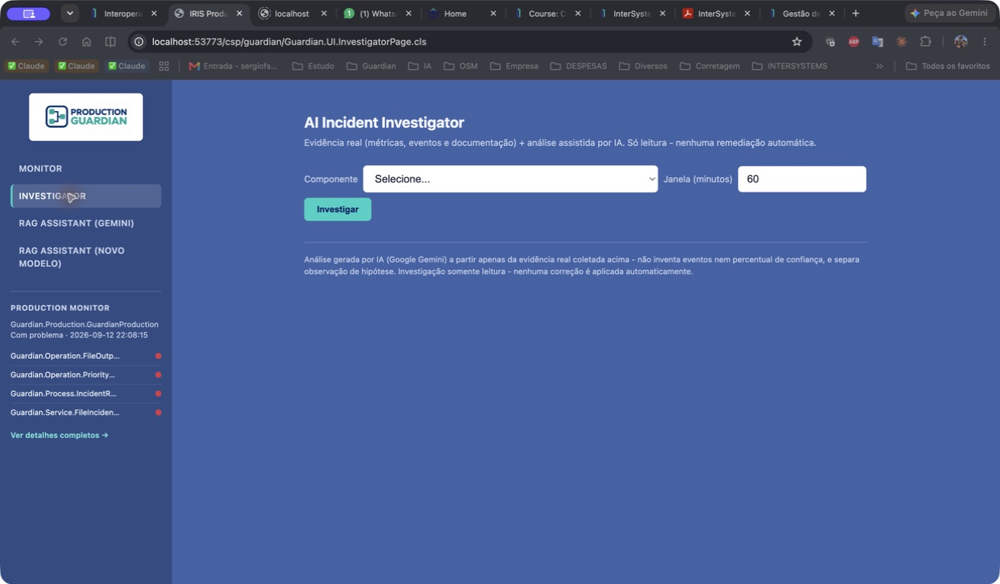 Interopera
IRIS Produ
localhost
1
(1) Whats
Home
Course: C
InterSyste
InterSyste
Gestão de
Peça ao Gemini
localhost:53773/csp/guardian/Guardian.UI.InvestigatorPage.cls
ABP
Claude
Claude
Claude
Entrada - sergiofs...
Estudo
Guardian
IA
OSM
Empresa
DESPESAS
Diversos
Corretagem
INTERSYSTEMS
»
Todos os favoritos
PRODUCTION
GUARDIAN
MONITOR
INVESTIGATOR
RAG ASSISTANT (GEMINI)
RAG ASSISTANT (NOVO
MODELO)
PRODUCTION MONITOR
Guardian.Production.GuardianProduction
Com problema · 2026-09-12 22:08:15
Guardian.Operation.FileOutp...
Guardian.Operation.Priority...
Guardian.Process.IncidentR...
Guardian.Service.FileInciden...
Ver detalhes completos →
AI Incident Investigator
Evidência real (métricas, eventos e documentação) + análise assistida por IA. Só leitura - nenhuma remediação automática.
Componente
Selecione...
Janela (minutos)
60
Investigar
Análise gerada por IA (Google Gemini) a partir apenas da evidência real coletada acima - não inventa eventos nem percentual de confiança, e separa
observação de hipótese. Investigação somente leitura - nenhuma correção é aplicada automaticamente.